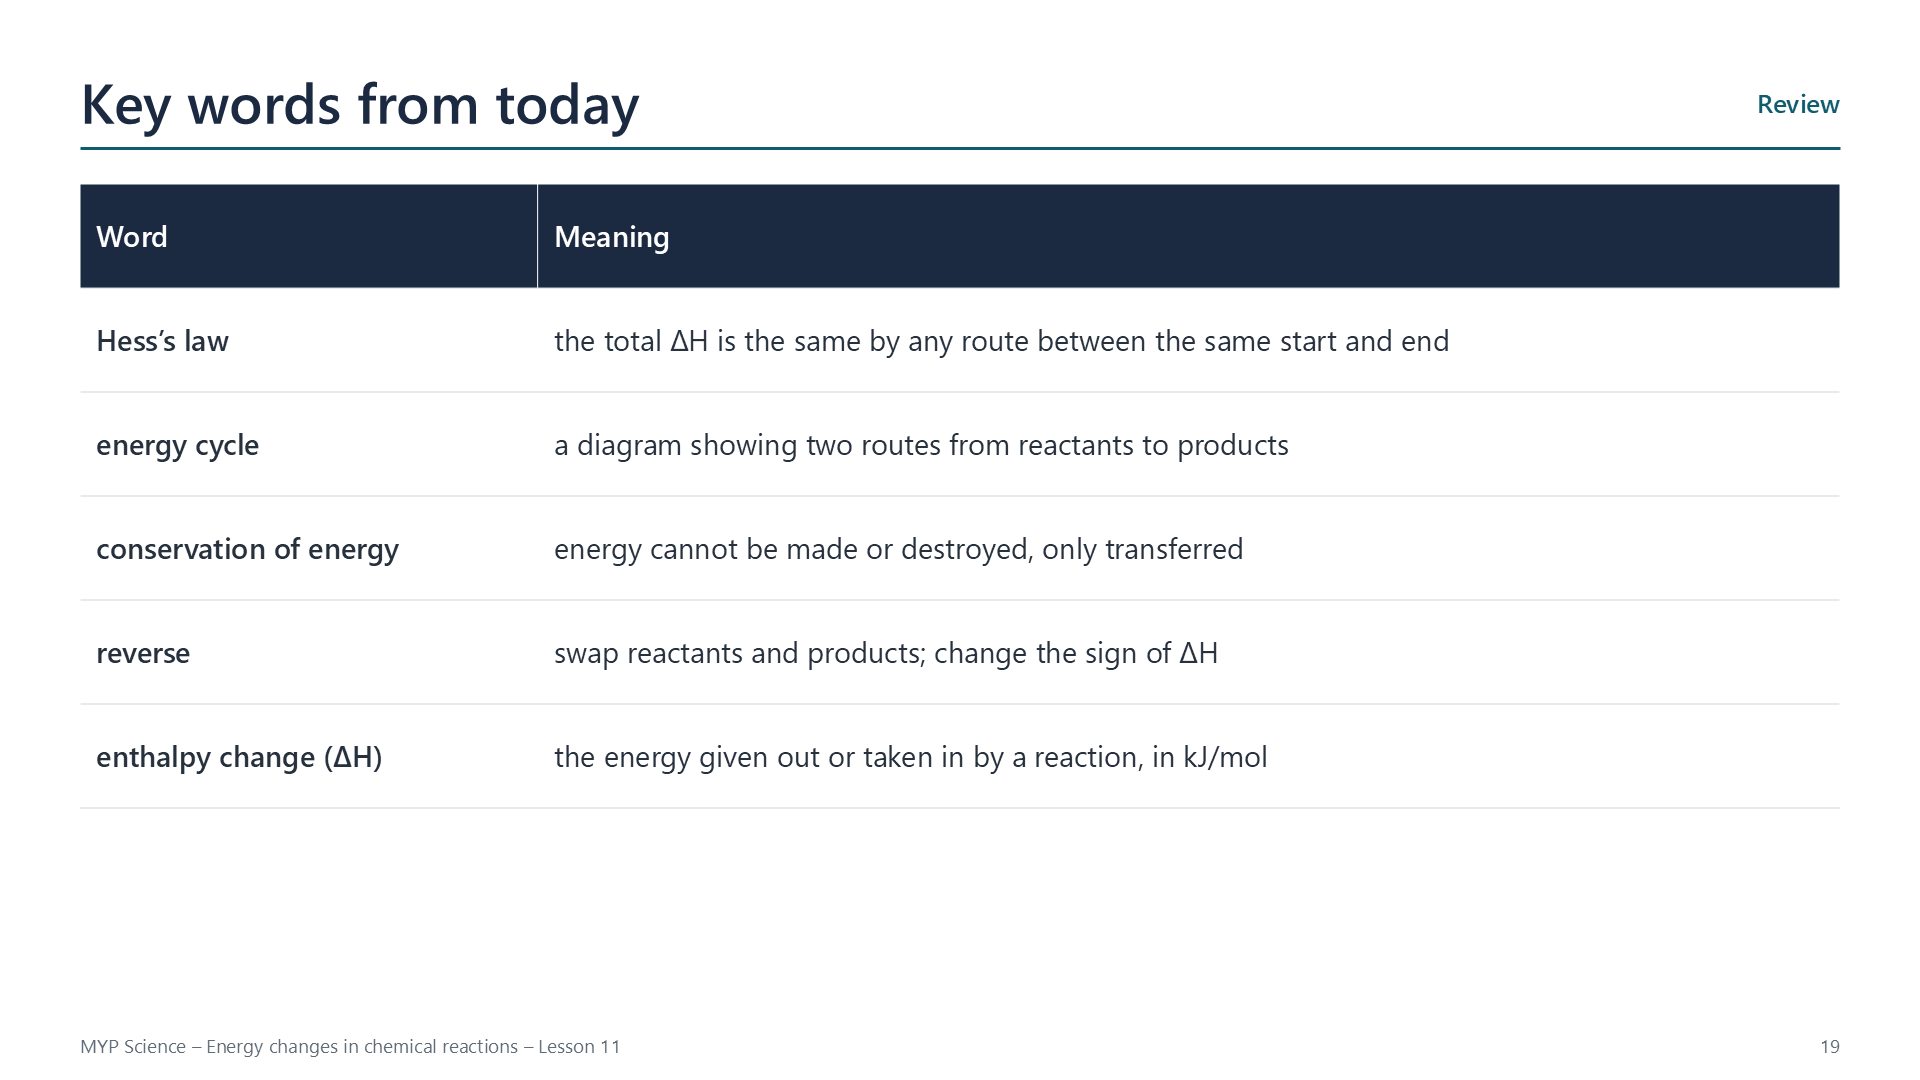 Key words from today
Review
Word Meaning
Hess’s law the total ΔH is the same by any route between the same start and end
energy cycle a diagram showing two routes from reactants to products
conservation of energy energy cannot be made or destroyed, only transferred
reverse swap reactants and products; change the sign of ΔH
enthalpy change (ΔH) the energy given out or taken in by a reaction, in kJ/mol
MYP Science – Energy changes in chemical reactions – Lesson 11
19